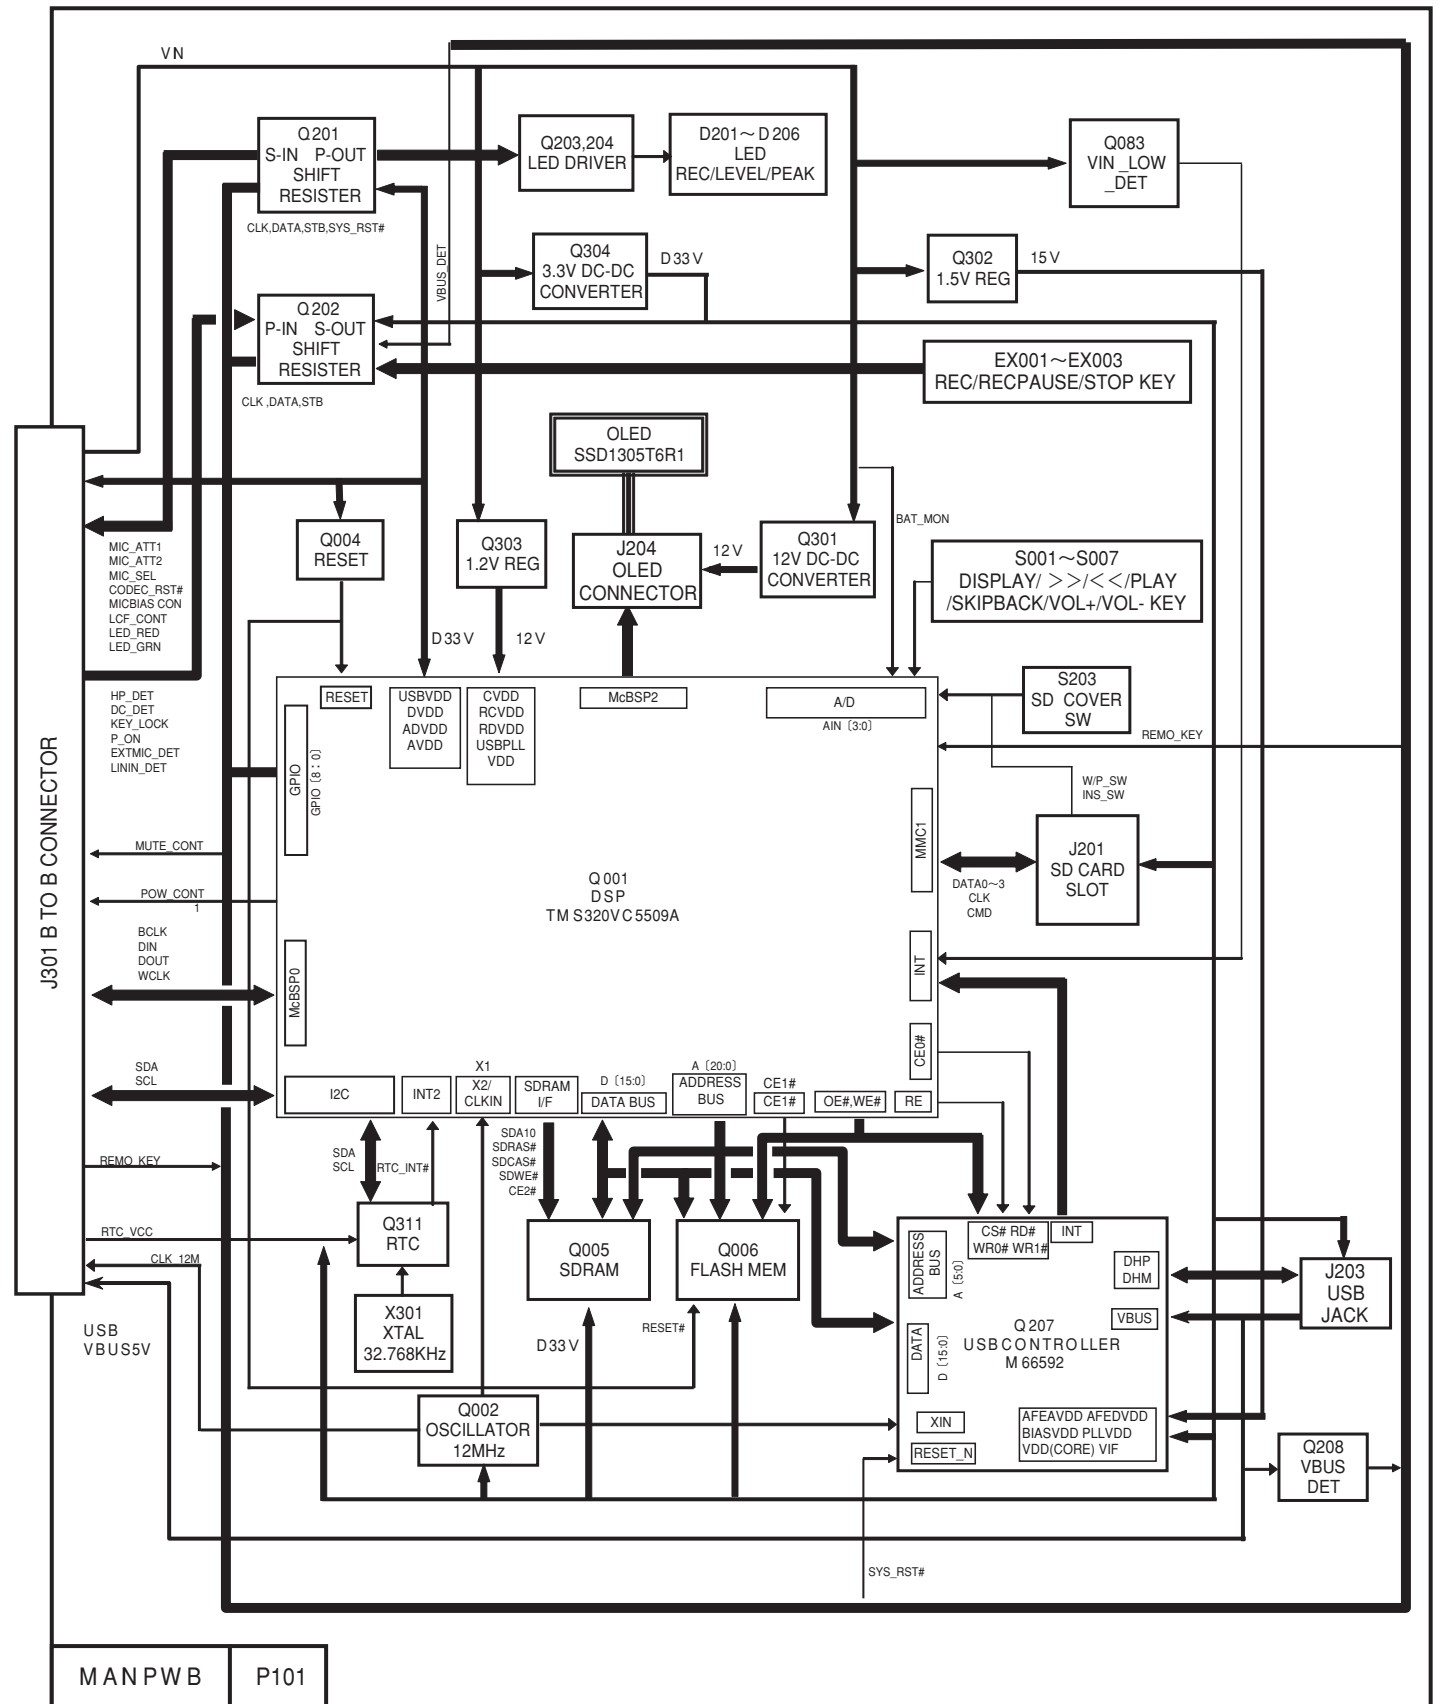 VN
Q201
S-IN P-OUT
SHIFT
RESISTER
CLK,DATA,STB,SYS_RST#
Q203,204
LED DRIVER
D201～D206
LED
REC/LEVEL/PEAK
Q083
VIN_LOW
_DET
VBUS_DET
Q304
3.3V DC-DC
CONVERTER
D33V
Q302
1.5V REG
15V
Q202
P-IN S-OUT
SHIFT
RESISTER
CLK ,DATA,STB
EX001～EX003
REC/RECPAUSE/STOP KEY
OLED
SSD1305T6R1
J301 B TO B CONNECTOR
MIC_ATT1
MIC_ATT2
MIC_SEL
CODEC_RST#
MICBIAS CON
LCF_CONT
LED_RED
LED_GRN
Q004
RESET
Q303
1.2V REG
J204
OLED
CONNECTOR
12V
Q301
12V DC-DC
CONVERTER
BAT_MON
S001～S007
DISPLAY/ >>/<</PLAY
/SKIPBACK/VOL+/VOL- KEY
D33V
12V
HP_DET
DC_DET
KEY_LOCK
P_ON
EXTMIC_DET
LININ_DET
RESET
USBVDD
DVDD
ADVDD
AVDD
CVDD
RCVDD
RDVDD
USBPLL
VDD
McBSP2
A/D
AIN〔3:0〕
S203
SD COVER
SW
REMO_KEY
GPIO
GPIO〔8：0〕
W/P_SW
INS_SW
MMC1
J201
SD CARD
SLOT
DATA0～3
CLK
CMD
MUTE_CONT
POW_CONT
1
Q001
DSP
TMS320VC5509A
BCLK
DIN
DOUT
WCLK
McBSP0
INT
CE0#
SDA
SCL
I2C
INT2
X1
X2/
CLKIN
SDRAM
I/F
D〔15:0〕
DATA BUS
A〔20:0〕
ADDRESS
BUS
CE1#
CE1#
OE#,WE#
RE
REMO_KEY
SDA
SCL
RTC_INT#
SDA10
SDRAS#
SDCAS#
SDWE#
CE2#
RTC_VCC
CLK_12M
Q311
RTC
Q005
SDRAM
Q006
FLASH MEM
ADDRESS
BUS
A〔5:0〕
CS# RD#
WR0# WR1#
INT
DHP
DHM
VBUS
J203
USB
JACK
USB
VBUS5V
X301
XTAL
32.768KHz
D33V
RESET#
Q207
USBCONTROLLER
M66592
DATA
D〔15:0〕
Q002
OSCILLATOR
12MHz
XIN
RESET_N
AFEAVDD AFEDVDD
BIASVDD PLLVDD
VDD(CORE) VIF
Q208
VBUS
DET
SYS_RST#
MANPWB
P101